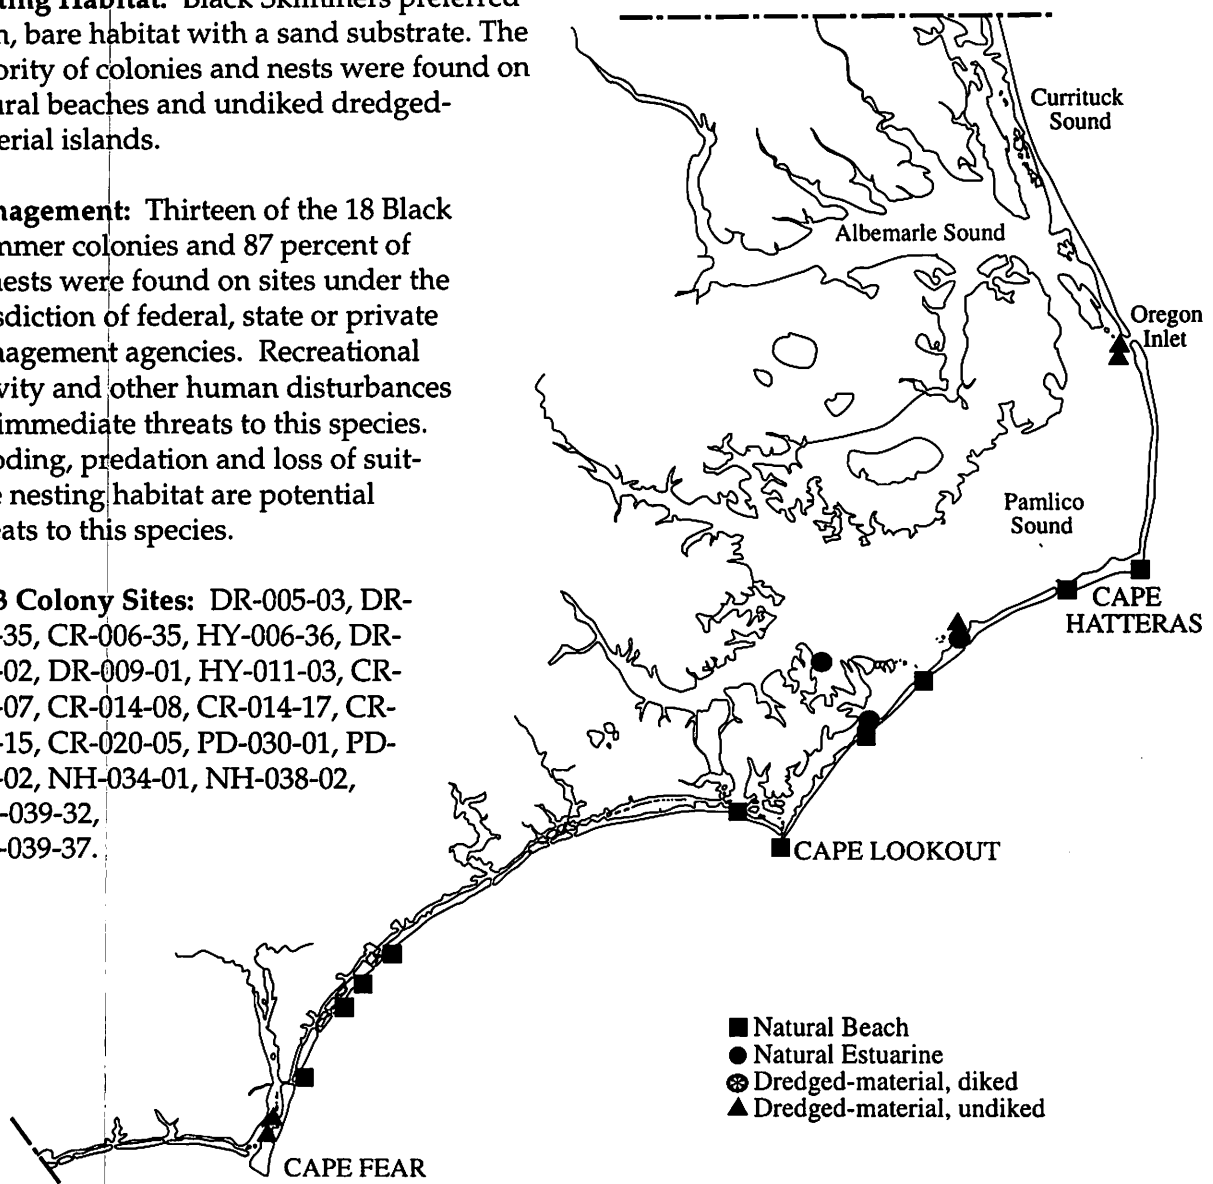 ting Habitat: Black Skimmers preferred
n, bare habitat with a sand substrate. The
ority of colonies and nests were found on
ural beaches and undiked dredged-
erial islands.
nagement: Thirteen of the 18 Black
mmer colonies and 87 percent of
nests were found on sites under the
sdiction of federal, state or private
nagement agencies. Recreational
vity and other human disturbances
immediate threats to this species.
oding, predation and loss of suit-
e nesting habitat are potential
eats to this species.
3 Colony Sites: DR-005-03, DR-
-35, CR-006-35, HY-006-36, DR-
-02, DR-009-01, HY-011-03, CR-
-07, CR-014-08, CR-014-17, CR-
-15, CR-020-05, PD-030-01, PD-
-02, NH-034-01, NH-038-02,
-039-32,
-039-37.
Currituck
Sound
Albemarle Sound
Oregon
Inlet
Pamlico
Sound
CAPE
HATTERAS
CAPE LOOKOUT
CAPE FEAR
Natural Beach
Natural Estuarine
Dredged-material, diked
Dredged-material, undiked